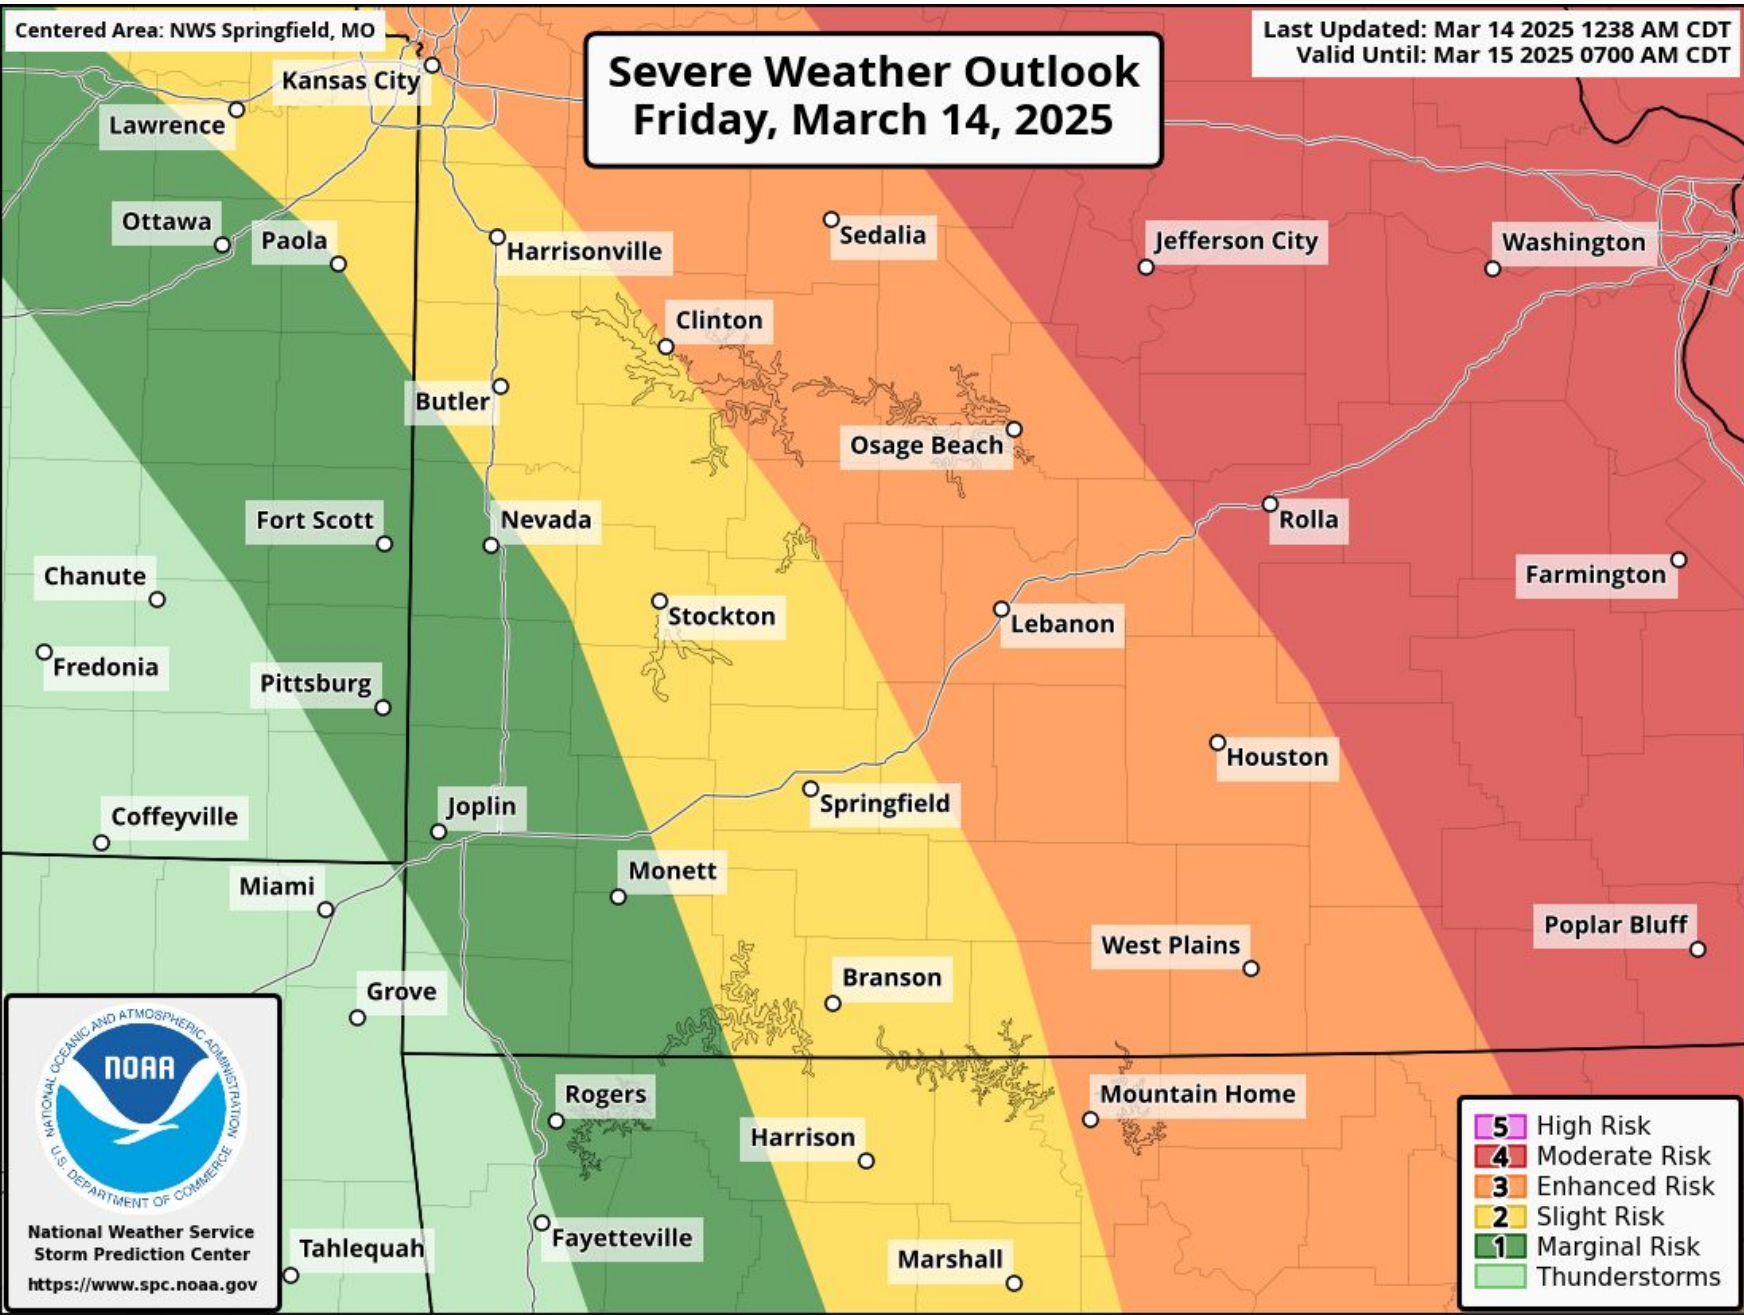 Centered Area: NWS Springfield, MO
Last Updated: Mar 14 2025 1238 AM CDT
Valid Until: Mar 15 2025 0700 AM CDT
Severe Weather Outlook
Friday, March 14, 2025
Kansas City
Lawrence
Ottawa
Paola
Harrisonville
Sedalia
Jefferson City
Washington
Clinton
Butler
Osage Beach
Fort Scott
Nevada
Rolla
Chanute
Farmington
Stockton
Lebanon
Fredonia
Pittsburg
Houston
Joplin
Springfield
Coffeyville
Monett
Miami
Poplar Bluff
West Plains
Branson
Grove
Rogers
Mountain Home
Harrison
Fayetteville
Tahlequah
Marshall
NATIONAL OCEANIC AND ATMOSPHERIC ADMINISTRATION
NOAA
U.S. DEPARTMENT OF COMMERCE
National Weather Service
Storm Prediction Center
https://www.spc.noaa.gov
5 High Risk
4 Moderate Risk
3 Enhanced Risk
2 Slight Risk
1 Marginal Risk
Thunderstorms